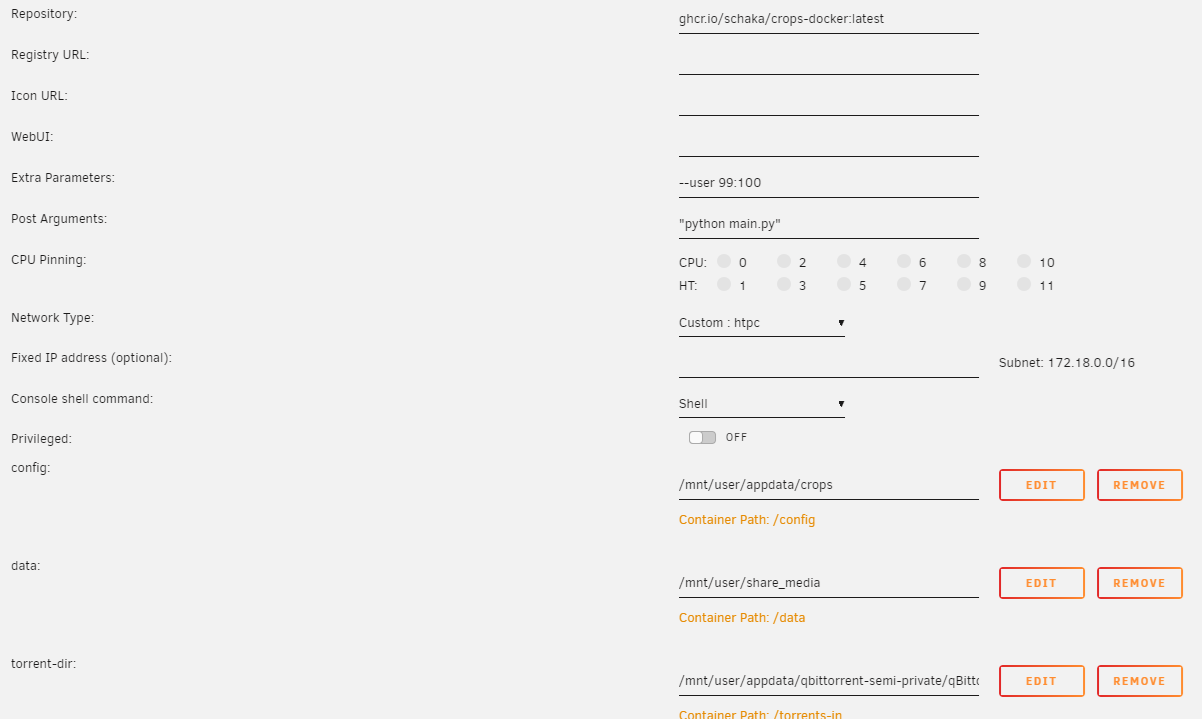 Repository:
ghcr.io/schaka/crops-docker:latest
Registry URL:
Icon URL:
WebUI:
Extra Parameters:
--user 99:100
Post Arguments:
"python main.py"
CPU Pinning:
CPU: 0 2 4 6 8 10
HT: 1 3 5 7 9 11
Network Type:
Custom : htpc
Fixed IP address (optional):
Subnet: 172.18.0.0/16
Console shell command:
Shell
Privileged:
OFF
config:
/mnt/user/appdata/crops
EDIT REMOVE
Container Path: /config
data:
/mnt/user/share_media
EDIT REMOVE
Container Path: /data
torrent-dir:
/mnt/user/appdata/qbittorrent-semi-private/qBitto
EDIT REMOVE
Container Path: /torrents-in